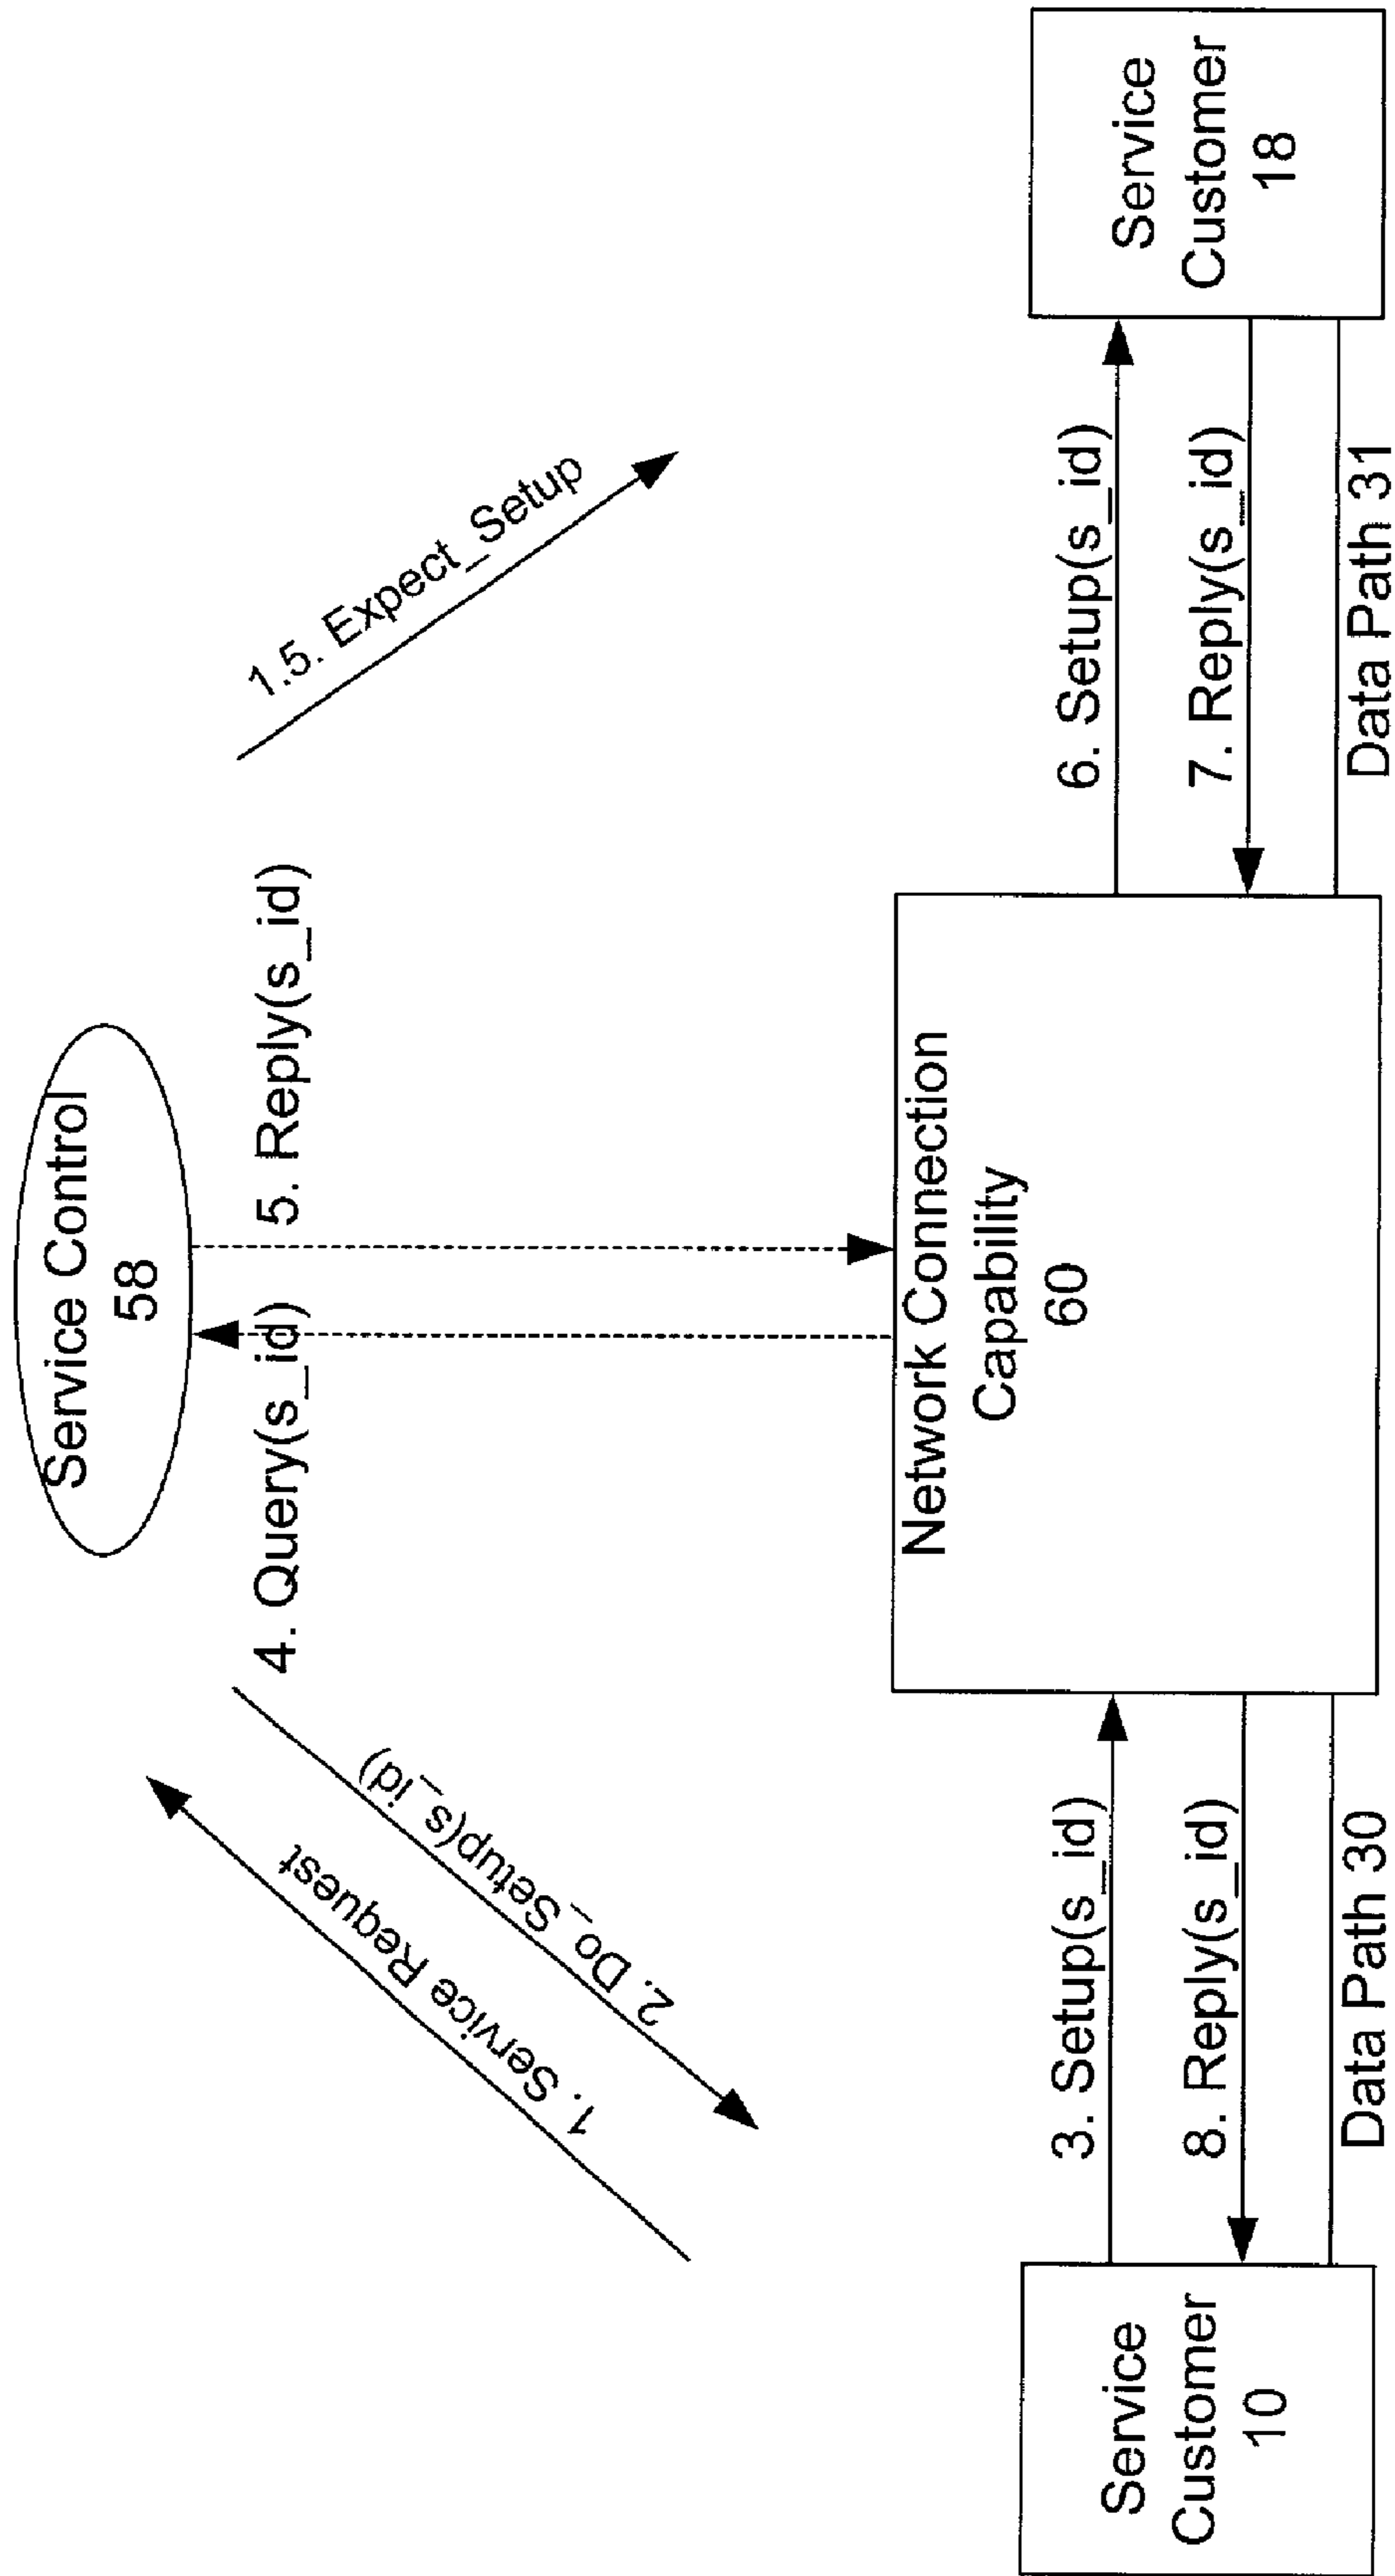 Service Control
58
1. Service Request
2. Do_Setup(s_id)
4. Query(s_id)
5. Reply(s_id)
1.5. Expect_Setup
Service
Customer
10
3. Setup(s_id)
8. Reply(s_id)
Data Path 30
Network Connection
Capability
60
6. Setup(s_id)
7. Reply(s_id)
Data Path 31
Service
Customer
18